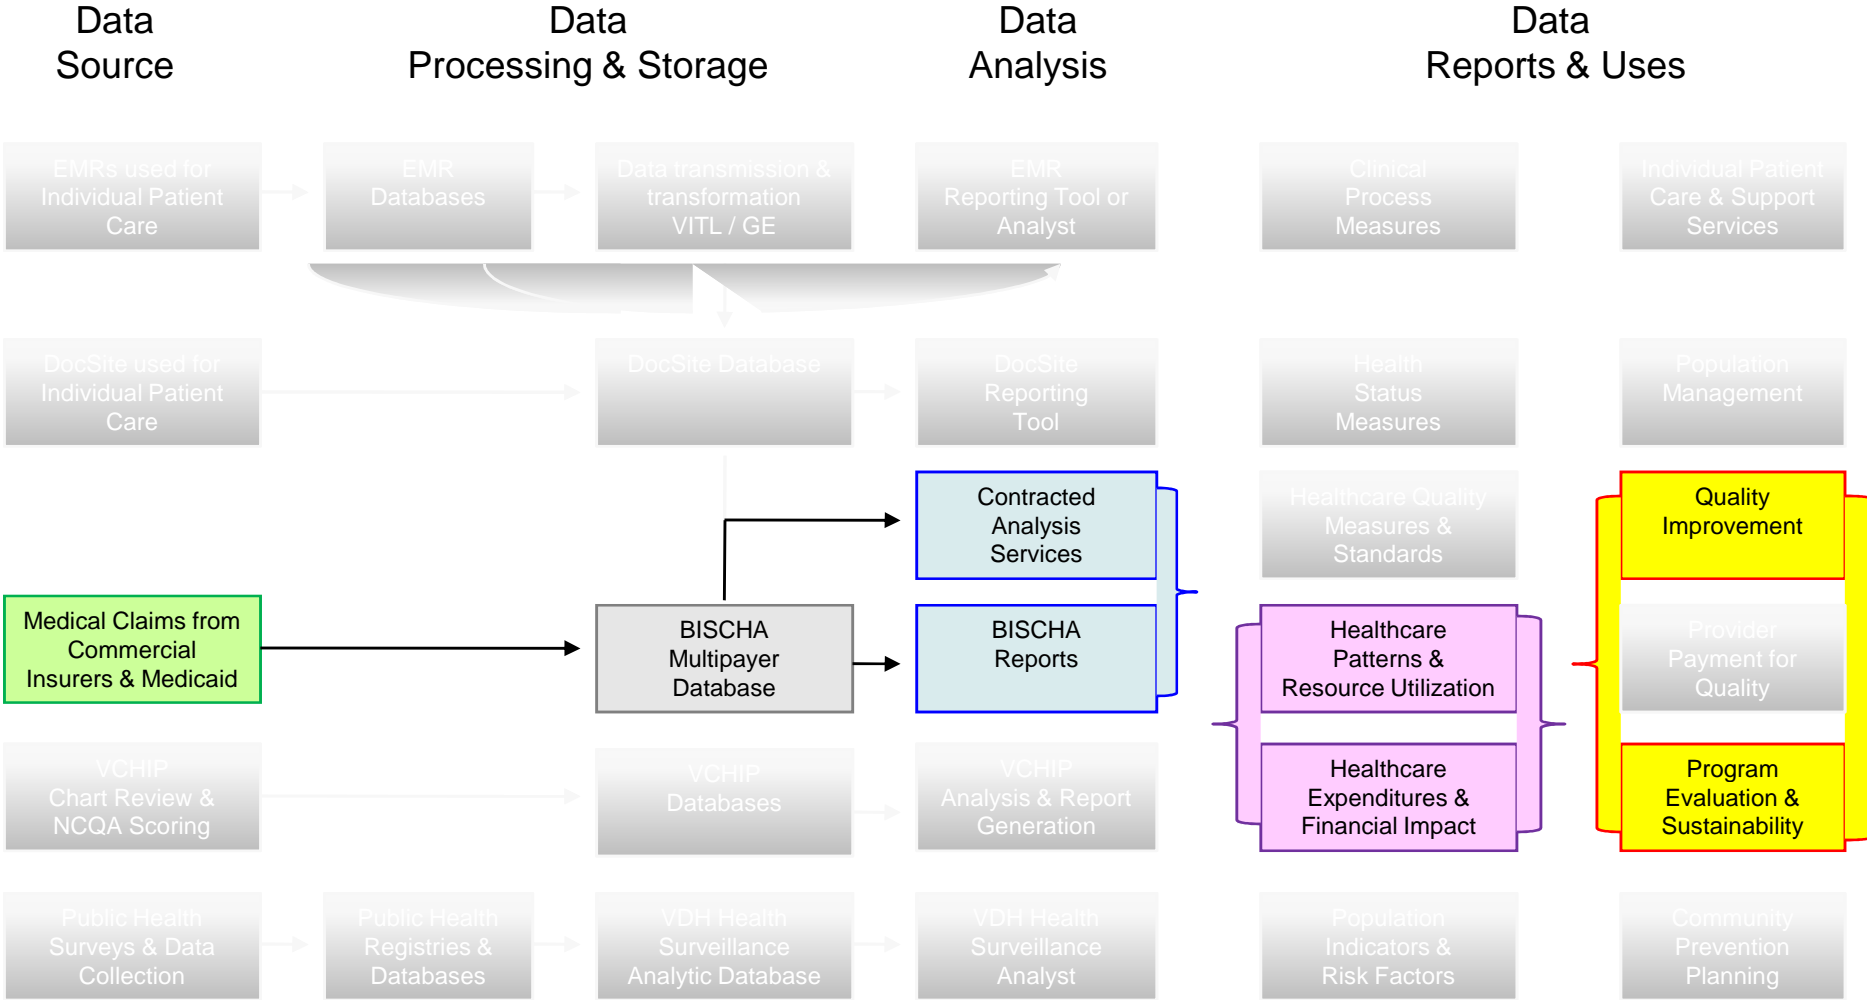 Data
Source
Data
Processing & Storage
Data
Analysis
Data
Reports & Uses
EMRs used for
Individual Patient
Care
EMR
Databases
Data transmission &
transformation
VITL / GE
EMR
Reporting Tool or
Analyst
Clinical
Process
Measures
Individual Patient
Care & Support
Services
DocSite used for
Individual Patient
Care
DocSite Database
DocSite
Reporting
Tool
Health
Status
Measures
Population
Management
Contracted
Analysis
Services
Healthcare Quality
Measures &
Standards
Quality
Improvement
Medical Claims from
Commercial
Insurers & Medicaid
BISCHA
Multipayer
Database
BISCHA
Reports
Healthcare
Patterns &
Resource Utilization
Provider
Payment for
Quality
VCHIP
Chart Review &
NCQA Scoring
VCHIP
Databases
VCHIP
Analysis & Report
Generation
Healthcare
Expenditures &
Financial Impact
Program
Evaluation &
Sustainability
Public Health
Surveys & Data
Collection
Public Health
Registries &
Databases
VDH Health
Surveillance
Analytic Database
VDH Health
Surveillance
Analyst
Population
Indicators &
Risk Factors
Community
Prevention
Planning